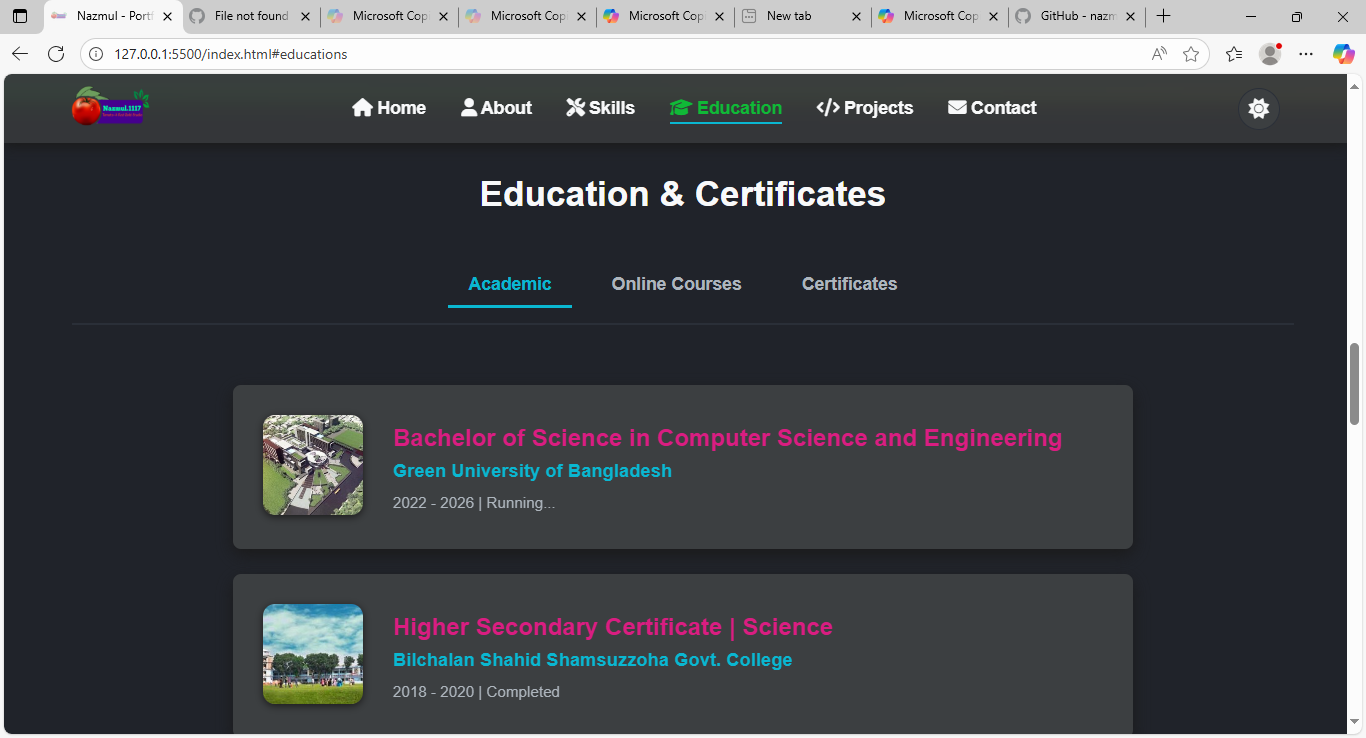 Nazmul - Portf
File not found
Microsoft Cop
Microsoft Cop
Microsoft Cop
New tab
Microsoft Cop
GitHub - nazm
127.0.0.1:5500/index.html#educations
Nazmul.1117
Home
About
Skills
Education
Projects
Contact
Education & Certificates
Academic
Online Courses
Certificates
Bachelor of Science in Computer Science and Engineering
Green University of Bangladesh
2022 - 2026 | Running...
Higher Secondary Certificate | Science
Bilchalan Shahid Shamsuzzoha Govt. College
2018 - 2020 | Completed